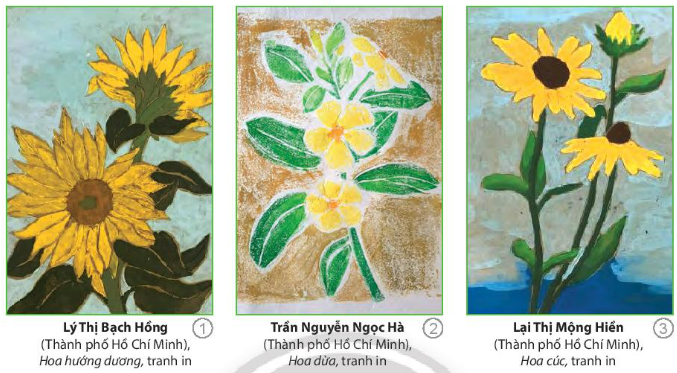 Lý Thị Bạch Hồng 1
(Thành phố Hồ Chí Minh),
Hoa hướng dương, tranh in
Trần Nguyễn Ngọc Hà 2
(Thành phố Hồ Chí Minh),
Hoa dừa, tranh in
Lại Thị Mộng Hiền 3
(Thành phố Hồ Chí Minh),
Hoa cúc, tranh in